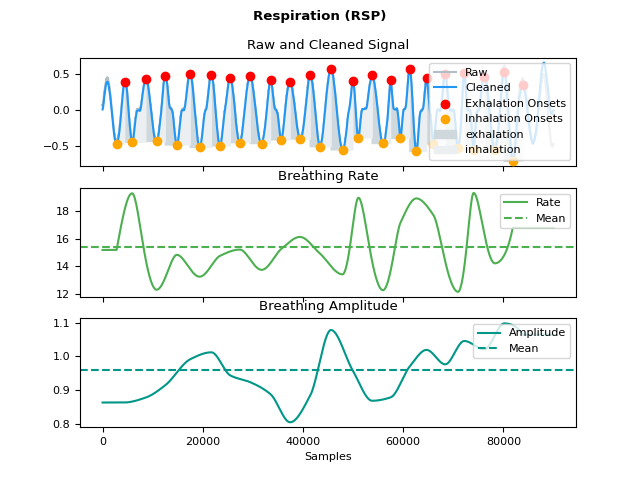 Respiration (RSP)
Raw and Cleaned Signal
0.5
0.0
−0.5
Raw
Cleaned
Exhalation Onsets
Inhalation Onsets
exhalation
inhalation
Breathing Rate
18
16
14
12
Rate
Mean
Breathing Amplitude
1.1
1.0
0.9
0.8
Amplitude
Mean
0 20000 40000 60000 80000
Samples